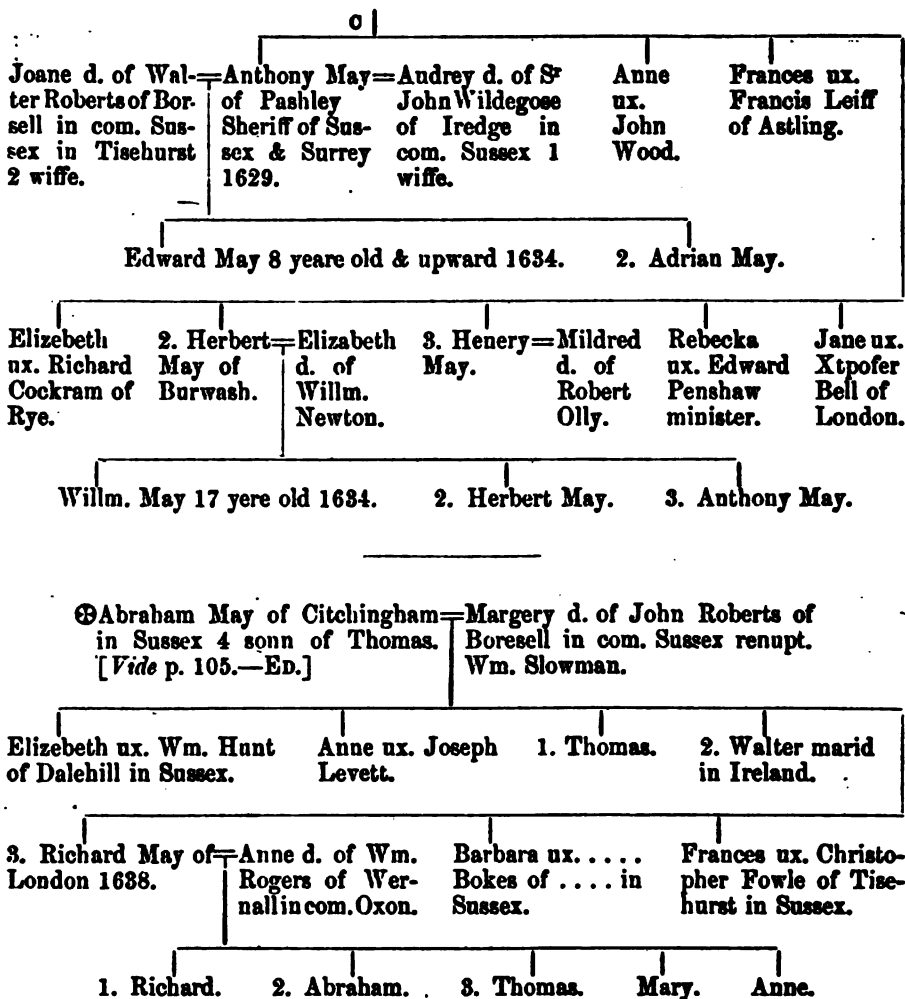 C
Joane d. of Wal-
ter Roberts of Bor-
sell in com. Sus-
sex in Tisehurst
2 wiffe.
=Anthony May=
of Pashley
Sheriff of Sus-
sex & Surrey
1629.
Audrey d. of Sr
John Wildegose
of Iredge in
com. Sussex 1
wiffe.
Anne
ux.
John
Wood.
Frances ux.
Francis Leiff
of Astling.
Edward May 8 yeare old & upward 1634.
2. Adrian May.
Elizebeth
ux. Richard
Cockram of
Rye.
2. Herbert=
May of
Burwash.
Elizabeth
d. of
Willm.
Newton.
3. Henery=
May.
Mildred
d. of
Robert
Olly.
Rebecka
ux. Edward
Penshaw
minister.
Jane ux.
Xtpofer
Bell of
London.
Willm. May 17 yere old 1634.
2. Herbert May.
3. Anthony May.
⊕Abraham May of Citchingham=
in Sussex 4 sonn of Thomas.
[Vide p. 105.—ED.]
Margery d. of John Roberts of
Boresell in com. Sussex renupt.
Wm. Slowman.
Elizebeth ux. Wm. Hunt
of Dalehill in Sussex.
Anne ux. Joseph
Levett.
1. Thomas.
2. Walter marid
in Ireland.
3. Richard May of=
London 1638.
Anne d. of Wm.
Rogers of Wer-
nall in com. Oxon.
Barbara ux. . . . .
Bokes of . . . . in
Sussex.
Frances ux. Christo-
pher Fowle of Tise-
hurst in Sussex.
1. Richard.
2. Abraham.
3. Thomas.
Mary.
Anne.